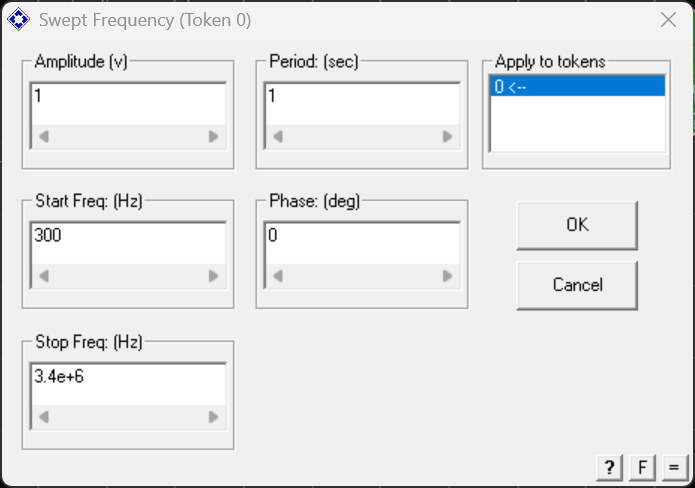 Swept Frequency (Token 0)
Amplitude (v)
1
Period: (sec)
1
Apply to tokens
0 <--
Start Freq: (Hz)
300
Phase: (deg)
0
OK
Cancel
Stop Freq: (Hz)
3.4e+6
? F =